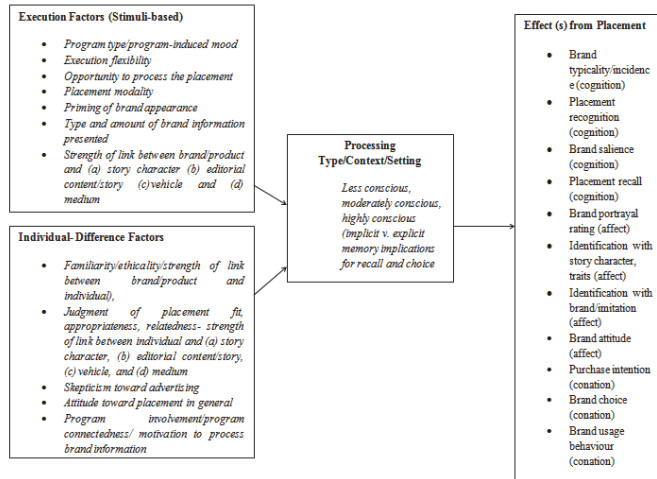 Execution Factors (Stimuli-based)
• Program type/program-induced mood
• Execution flexibility
• Opportunity to process the placement
• Placement modality
• Priming of brand appearance
• Type and amount of brand information
presented
• Strength of link between brand/product
and (a) story character (b) editorial
content/story (c)vehicle and (d)
medium
Individual- Difference Factors
• Familiarity/ethicality/strength of link
between brand/product and
individual),
• Judgment of placement fit,
appropriateness, relatedness- strength
of link between individual and (a) story
character, (b) editorial content/story,
(c) vehicle, and (d) medium
• Skepticism toward advertising
• Attitude toward placement in general
• Program involvement/program
connectedness/ motivation to process
brand information
Processing
Type/Context/Setting
Less conscious,
moderately conscious,
highly conscious
(implicit v. explicit
memory implications
for recall and choice
Effect (s) from Placement
• Brand
typicality/incidenc
e (cognition)
• Placement
recognition
(cognition)
• Brand salience
(cognition)
• Placement recall
(cognition)
• Brand portrayal
rating (affect)
• Identification with
story character,
traits (affect)
• Identification with
brand/imitation
(affect)
• Brand attitude
(affect)
• Purchase intention
(conation)
• Brand choice
(conation)
• Brand usage
behaviour
(conation)